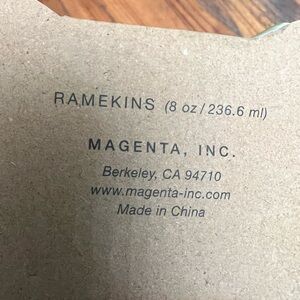 RAMEKINS (8 oz / 236.6 ml)
MAGENTA, INC.
Berkeley, CA 94710
www.magenta-inc.com
Made in China